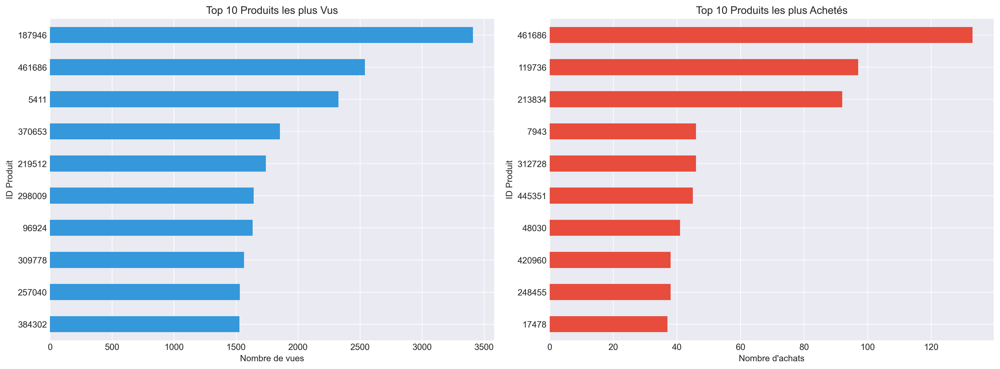 Top 10 Produits les plus Vus
ID Produit
187946
461686
5411
370653
219512
298009
96924
309778
257040
384302
0 500 1000 1500 2000 2500 3000 3500
Nombre de vues
Top 10 Produits les plus Achetés
ID Produit
461686
119736
213834
7943
312728
445351
48030
420960
248455
17478
0 20 40 60 80 100 120
Nombre d'achats